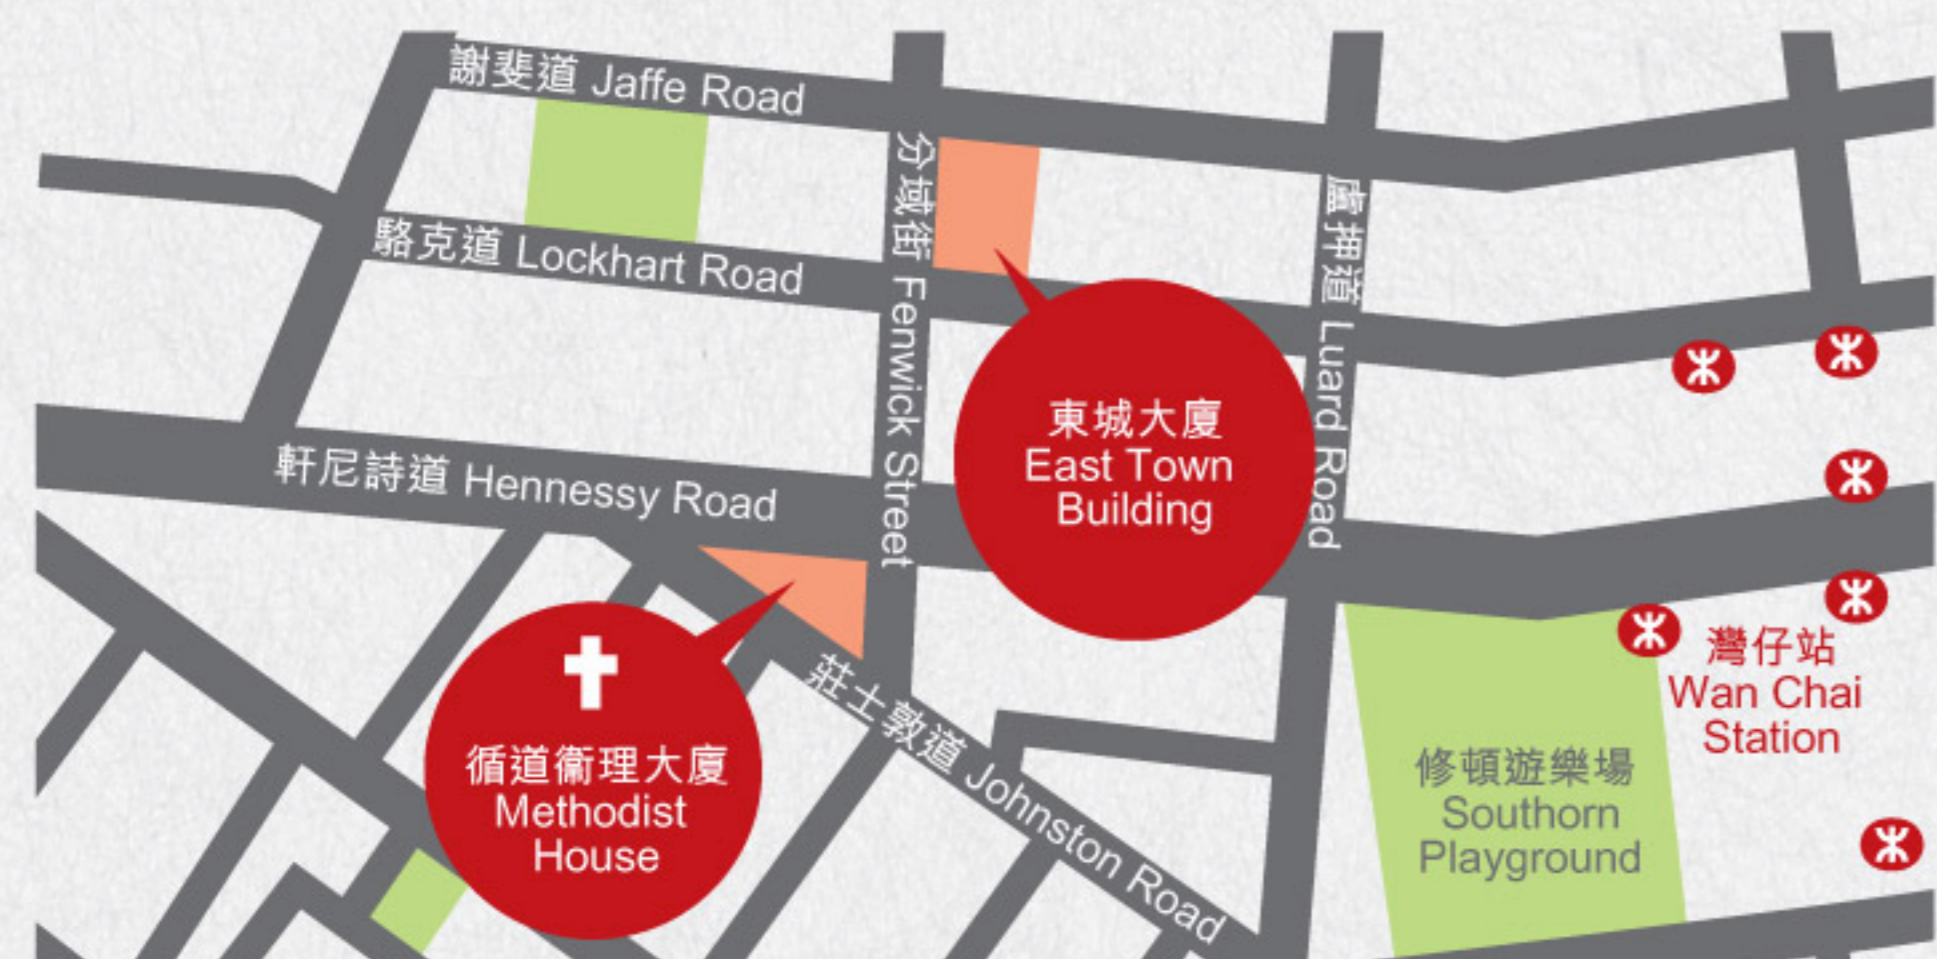 謝斐道 Jaffe Road
駱克道 Lockhart Road
分域街 Fenwick Street
盧押道 Luard Road
東城大廈
East Town
Building
軒尼詩道 Hennessy Road
灣仔站
Wan Chai
Station
莊士敦道 Johnston Road
循道衞理大廈
Methodist
House
修頓遊樂場
Southorn
Playground